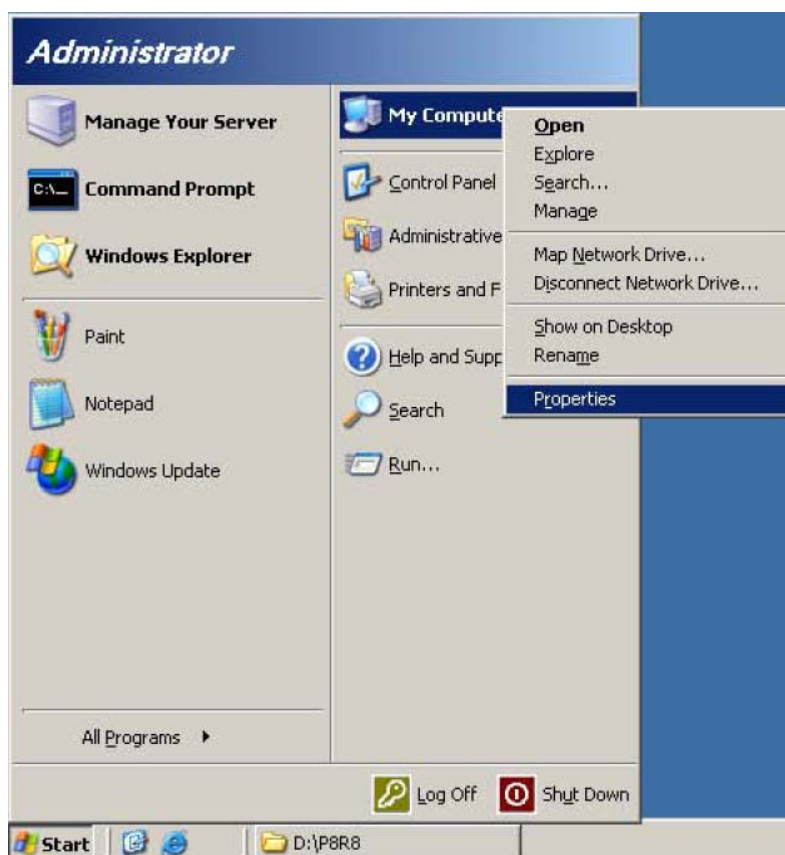 Administrator
Manage Your Server
Command Prompt
Windows Explorer
Paint
Notepad
Windows Update
All Programs
My Compute
Control Panel
Administrative
Printers and F
Help and Supp
Search
Run...
Open
Explore
Search...
Manage
Map Network Drive...
Disconnect Network Drive...
Show on Desktop
Rename
Properties
Log Off
Shut Down
Start
D:\P8R8